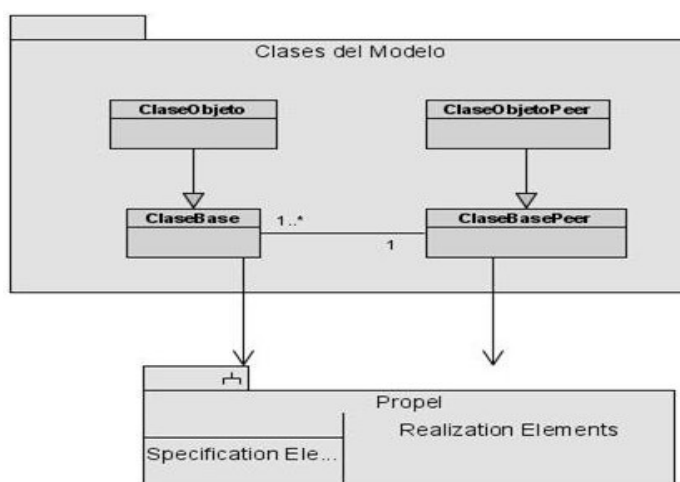 Clases del Modelo
ClaseObjeto
ClaseObjetoPeer
ClaseBase
1..*
1
ClaseBasePeer
Propel
Realization Elements
Specification Ele...